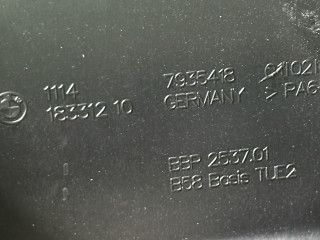 1114
7935418
183312 10
GERMANY
>PA6-
BBP 2537.01
B58 Basis TUE2